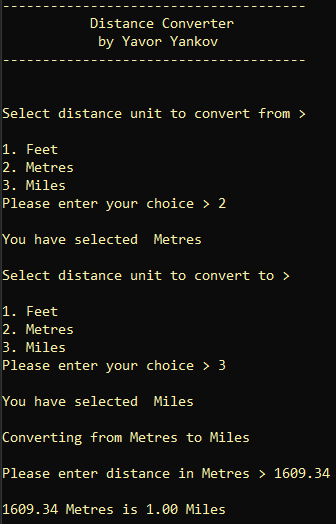 --------------------------------------
Distance Converter
by Yavor Yankov
--------------------------------------
Select distance unit to convert from >
1. Feet
2. Metres
3. Miles
Please enter your choice > 2
You have selected  Metres
Select distance unit to convert to >
1. Feet
2. Metres
3. Miles
Please enter your choice > 3
You have selected  Miles
Converting from Metres to Miles
Please enter distance in Metres > 1609.34
1609.34 Metres is 1.00 Miles